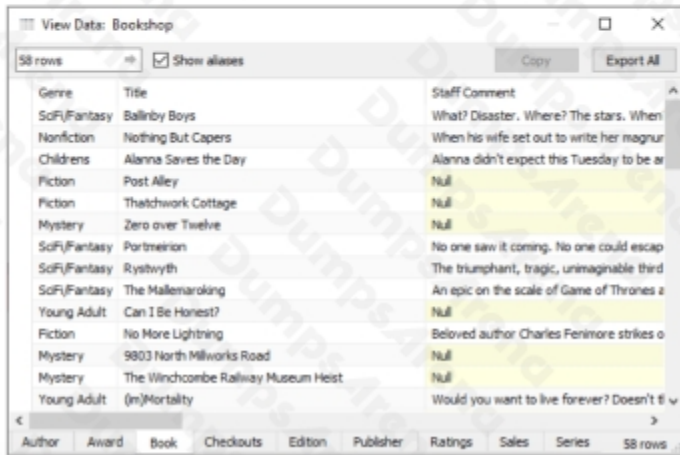 View Data: Bookshop
58 rows Show aliases Copy Export All
Genre Title Staff Comment
SciFi/Fantasy Ballinby Boys What? Disaster. Where? The stars. When
Nonfiction Nothing But Capers When his wife set out to write her magnur
Childrens Alanna Saves the Day Alanna didn't expect this Tuesday to be ar
Fiction Post Alley Null
Fiction Thatchwork Cottage Null
Mystery Zero over Twelve Null
SciFi/Fantasy Portmeirion No one saw it coming. No one could escap
SciFi/Fantasy Rystwyth The triumphant, tragic, unimaginable third
SciFi/Fantasy The Mallemaroking An epic on the scale of Game of Thrones a
Young Adult Can I Be Honest? Null
Fiction No More Lightning Beloved author Charles Fenimore strikes o
Mystery 9803 North Millworks Road Null
Mystery The Winchcombe Railway Museum Heist Null
Young Adult (im)Mortality Would you want to live forever? Doesn't tl
Author Award Book Checkouts Edition Publisher Ratings Sales Series 58 rows
DumpsArena